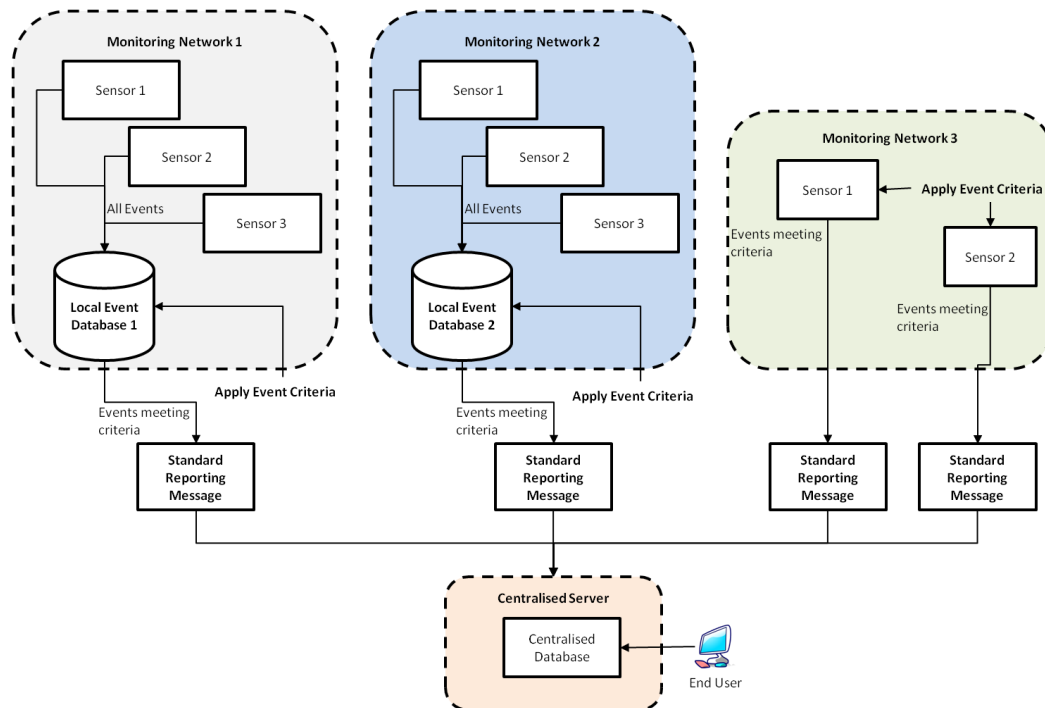 Monitoring Network 1
Sensor 1
Sensor 2
All Events
Sensor 3
Local Event
Database 1
Apply Event Criteria
Events meeting
criteria
Standard
Reporting
Message
Monitoring Network 2
Sensor 1
Sensor 2
All Events
Sensor 3
Local Event
Database 2
Apply Event Criteria
Events meeting
criteria
Standard
Reporting
Message
Monitoring Network 3
Sensor 1
Apply Event Criteria
Events meeting
criteria
Sensor 2
Events meeting
criteria
Standard
Reporting
Message
Standard
Reporting
Message
Centralised Server
Centralised
Database
End User